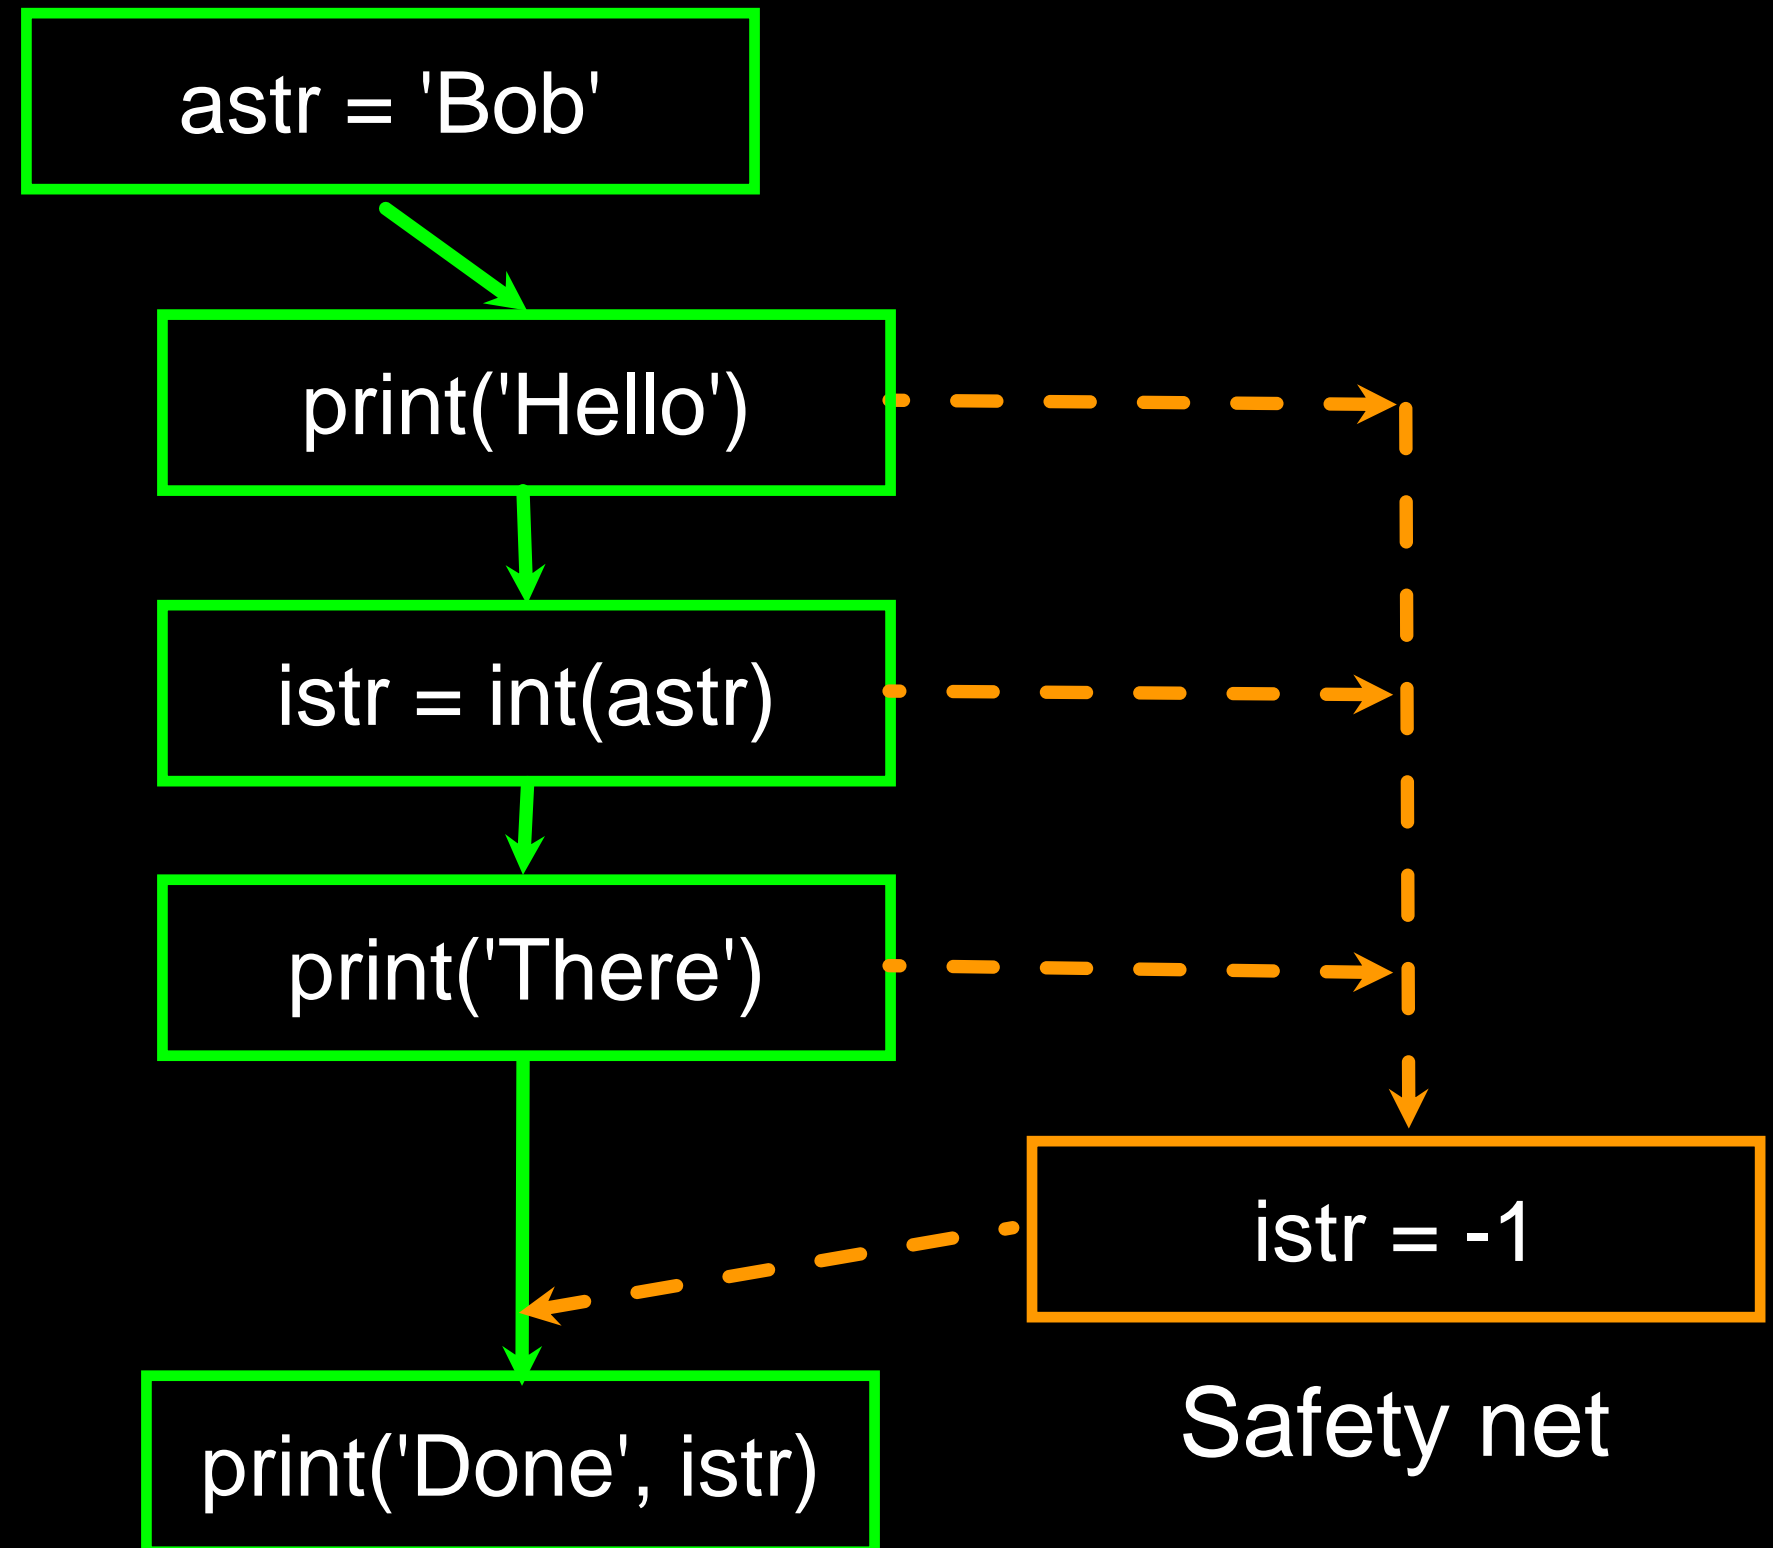 astr = 'Bob'
print('Hello')
istr = int(astr)
print('There')
istr = -1
Safety net
print('Done', istr)